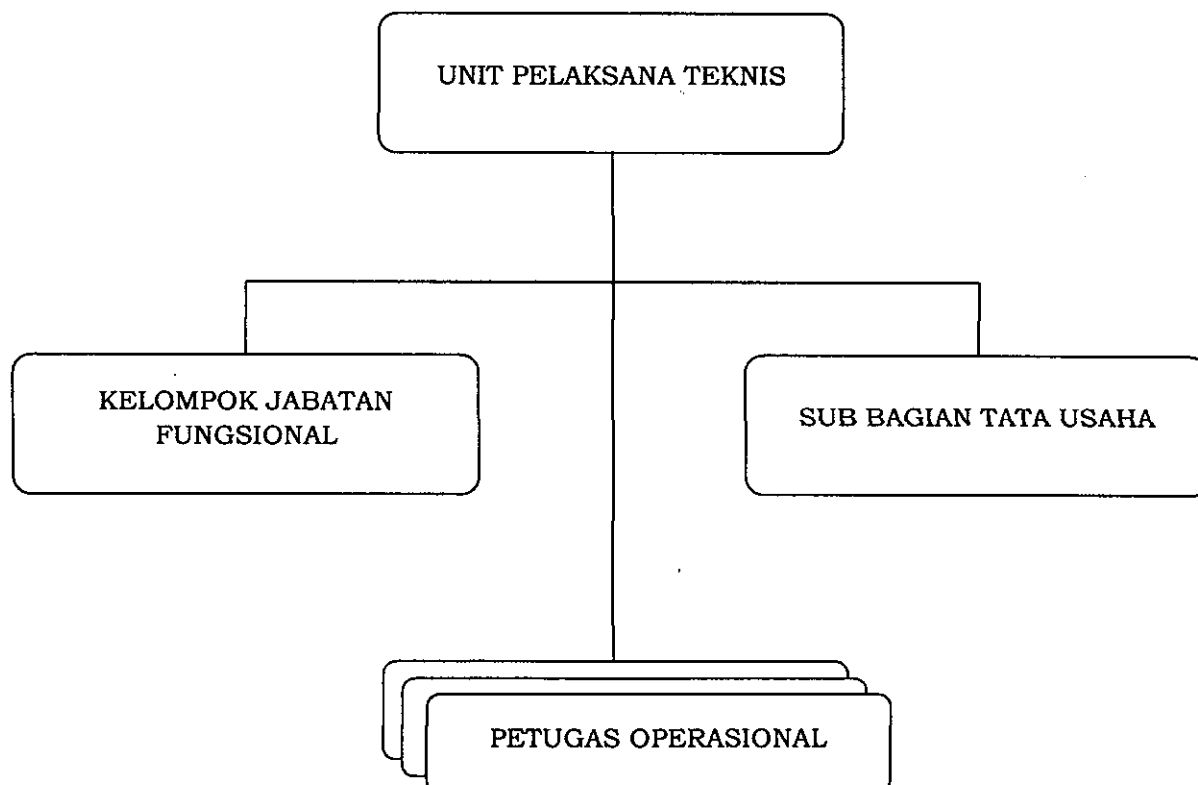 UNIT PELAKSANA TEKNIS
KELOMPOK JABATAN
FUNGSIONAL
SUB BAGIAN TATA USAHA
PETUGAS OPERASIONAL